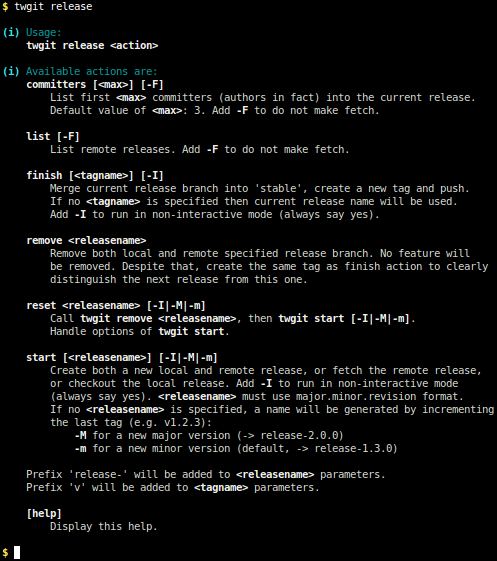 $ twgit release
(i) Usage:
twgit release <action>
(i) Available actions are:
committers [<max>] [-F]
List first <max> committers (authors in fact) into the current release.
Default value of <max>: 3. Add -F to do not make fetch.
list [-F]
List remote releases. Add -F to do not make fetch.
finish [<tagname>] [-I]
Merge current release branch into 'stable', create a new tag and push.
If no <tagname> is specified then current release name will be used.
Add -I to run in non-interactive mode (always say yes).
remove <releasename>
Remove both local and remote specified release branch. No feature will
be removed. Despite that, create the same tag as finish action to clearly
distinguish the next release from this one.
reset <releasename> [-I|-M|-m]
Call twgit remove <releasename>, then twgit start [-I|-M|-m].
Handle options of twgit start.
start [<releasename>] [-I|-M|-m]
Create both a new local and remote release, or fetch the remote release,
or checkout the local release. Add -I to run in non-interactive mode
(always say yes). <releasename> must use major.minor.revision format.
If no <releasename> is specified, a name will be generated by incrementing
the last tag (e.g. v1.2.3):
-M for a new major version (-> release-2.0.0)
-m for a new minor version (default, -> release-1.3.0)
Prefix 'release-' will be added to <releasename> parameters.
Prefix 'v' will be added to <tagname> parameters.
[help]
Display this help.
$